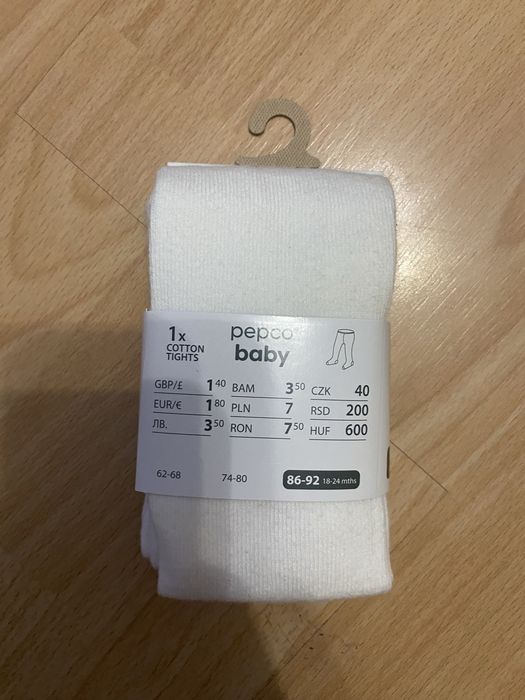 1x
COTTON
TIGHTS
pepco
baby
GBP/£ 1 40 BAM 3 50 CZK 40
EUR/€ 1 80 PLN 7 RSD 200
ЛВ. 3 50 RON 7 50 HUF 600
62-68 74-80 86-92 18-24 mths